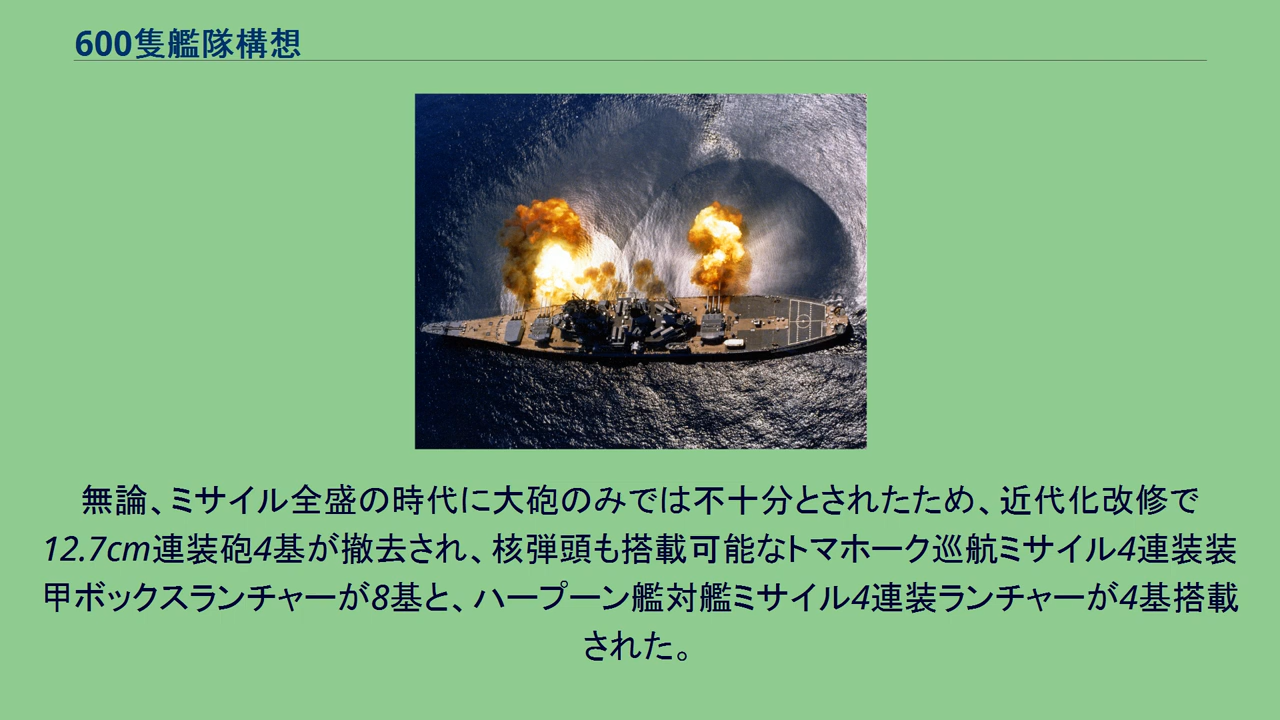 600隻艦隊構想
無論、ミサイル全盛の時代に大砲のみでは不十分とされたため、近代化改修で
12.7cm連装砲4基が撤去され、核弾頭も搭載可能なトマホーク巡航ミサイル4連装装
甲ボックスランチャーが8基と、ハープーン艦対艦ミサイル4連装ランチャーが4基搭載
された。